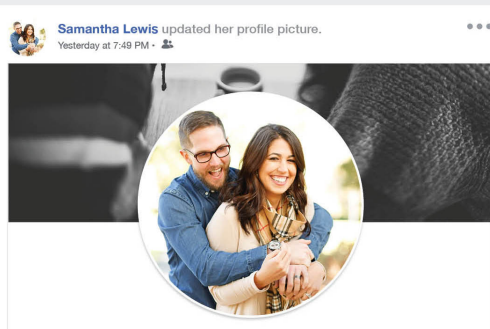 Samantha Lewis updated her profile picture.
Yesterday at 7:49 PM •